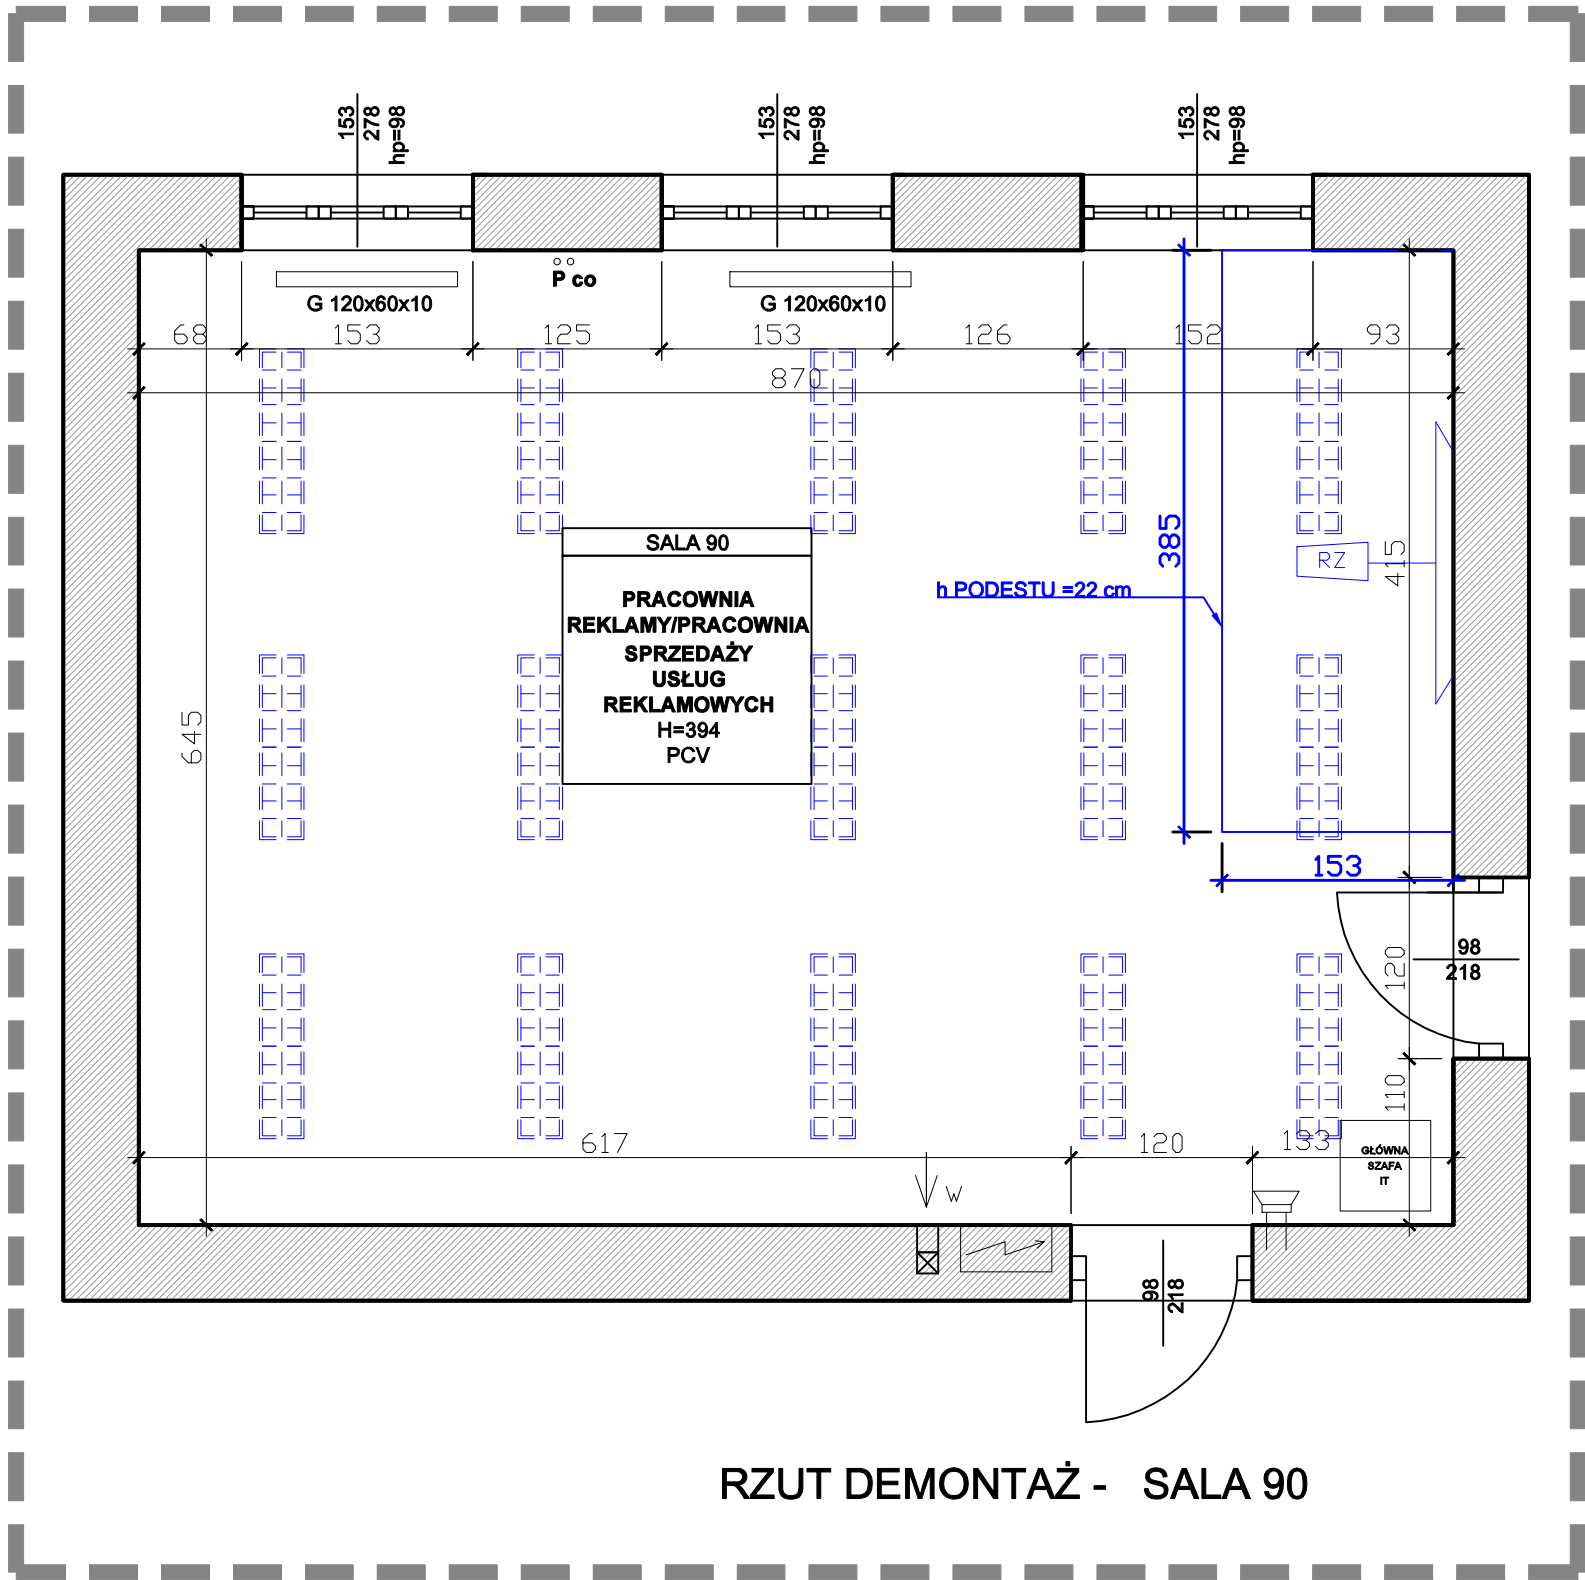 153
278
hp=98
153
278
hp=98
153
278
hp=98
P co
G 120x60x10
G 120x60x10
68
153
125
153
126
152
93
870
385
415
RZ
h PODESTU =22 cm
SALA 90
PRACOWNIA
REKLAMY/PRACOWNIA
SPRZEDAŻY
USŁUG
REKLAMOWYCH
H=394
PCV
645
153
98
218
120
110
617
120
133
GŁÓWNA
SZAFA
IT
W
98
218
RZUT DEMONTAŻ - SALA 90